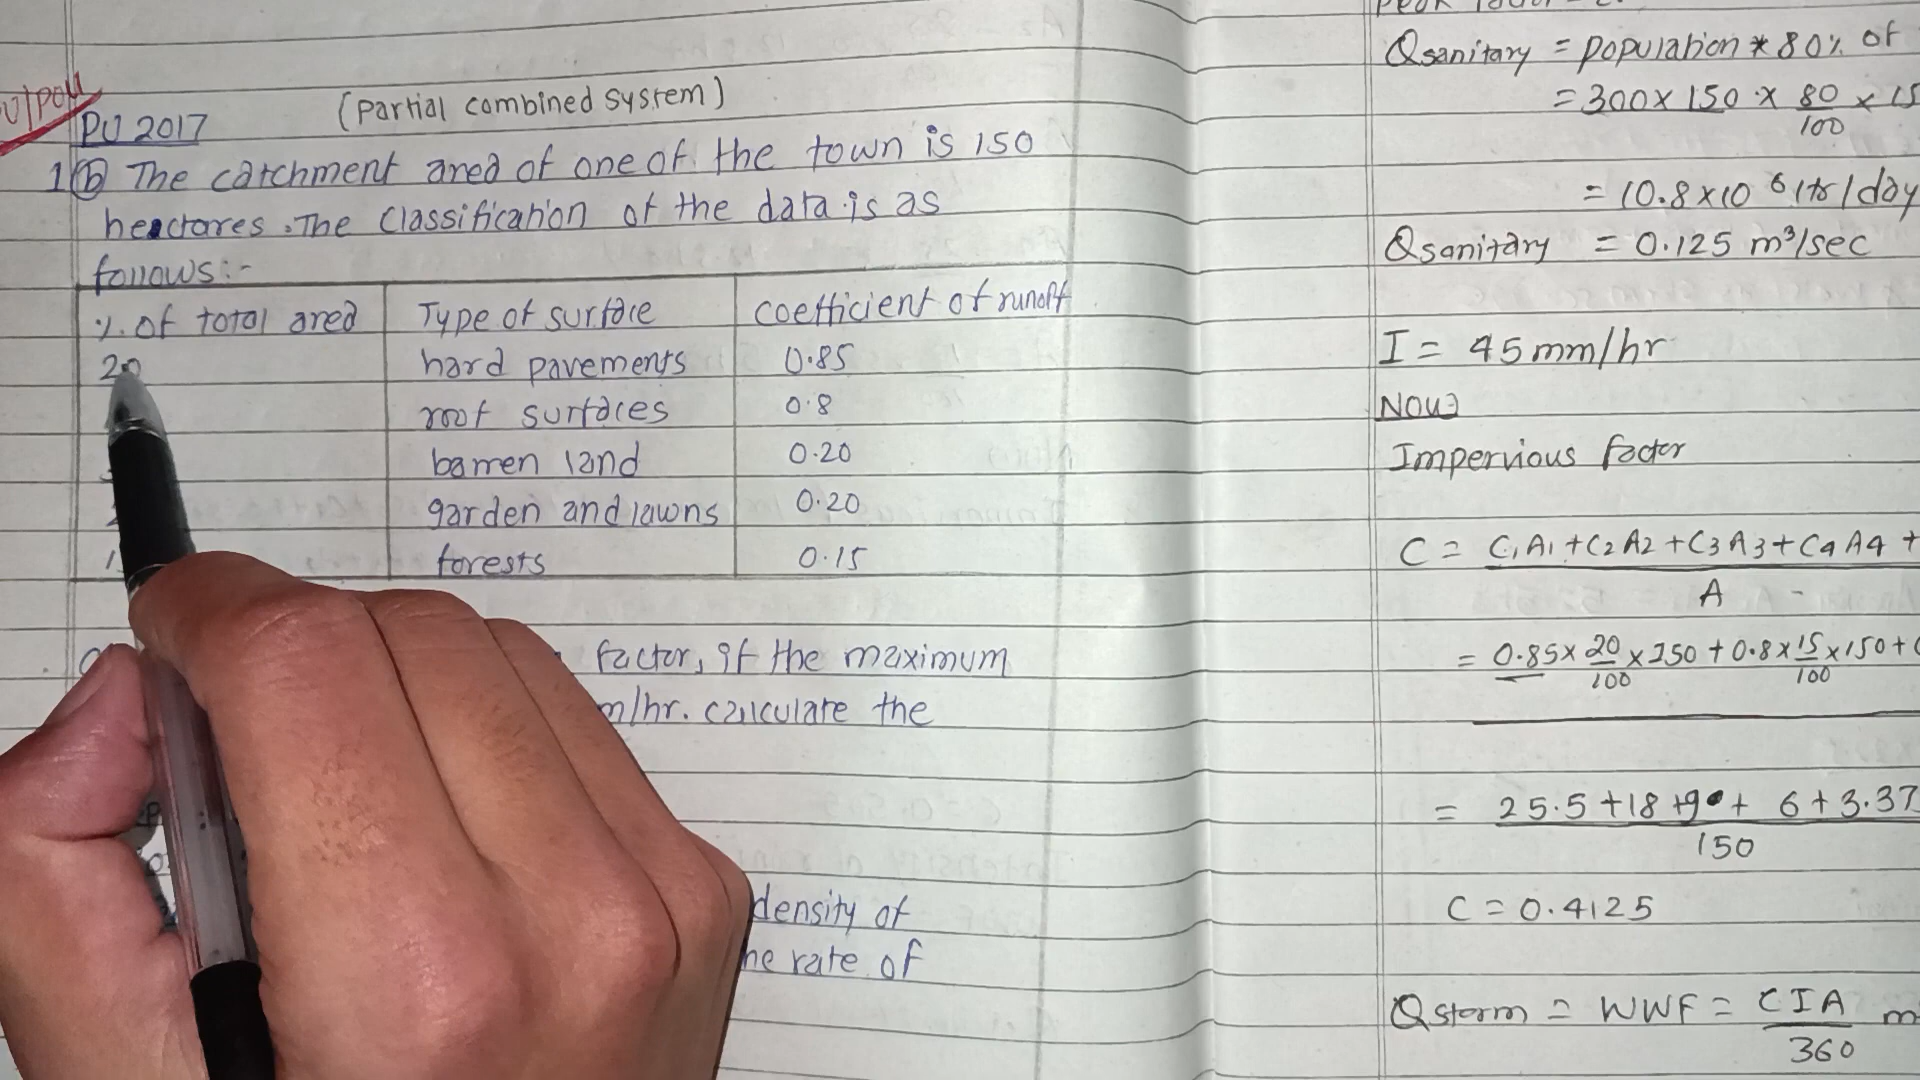 PU 2017
(Partial combined system)
1(b) The catchment area of one of the town is 150
hectares. The classification of the data is as
follows:-
% of total area Type of surface coefficient of runoff
20 hard pavements 0.85
roof surfaces 0.8
barren land 0.20
garden and lawns 0.20
forests 0.15
factor, if the maximum
m/hr. calculate the
density of
he rate of
Qsanitary = population * 80% of
= 300 x 150 x 80/100 x 15
= 10.8 x 10^6 ltr/day
Qsanitary = 0.125 m³/sec
I = 45 mm/hr
Now
Impervious factor
C = C1A1 + C2A2 + C3A3 + C4A4 +
A
= 0.85 x 20/100 x 150 + 0.8 x 15/100 x 150 +
= 25.5 + 18 + 9 + 6 + 3.37
150
C = 0.4125
Qstorm = WWF = CIA/360 m